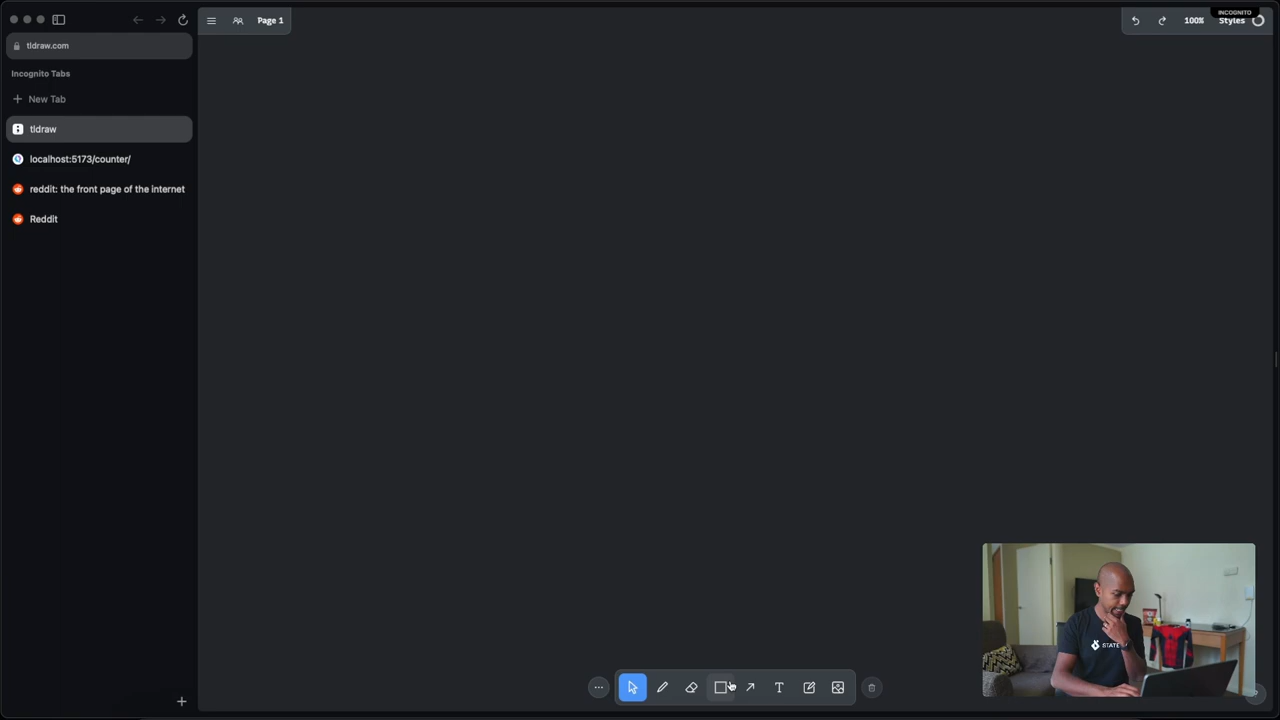 INCOGNITO
Page 1
100%
Styles
tldraw.com
Incognito Tabs
New Tab
tldraw
localhost:5173/counter/
reddit: the front page of the internet
Reddit
T
STATE